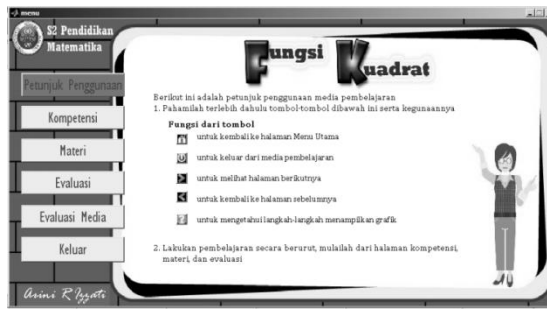 menu
S2 Pendidikan
Matematika
Fungsi Kuadrat
Petunjuk Penggunaan
Kompetensi
Materi
Evaluasi
Evaluasi Media
Keluar
Berikut ini adalah petunjuk penggunaan media pembelajaran
1. Pahamilah terlebih dahulu tombol-tombol dibawah ini serta kegunaannya
Fungsi dari tombol
untuk kembali ke halaman Menu Utama
untuk keluar dari media pembelajaran
untuk melihat halaman berikutnya
untuk kembali ke halaman sebelumnya
? untuk mengetahui langkah-langkah menampilkan grafik
2. Lakukan pembelajaran secara berurut, mulailah dari halaman kompetensi,
materi, dan evaluasi
Asini R Izzati